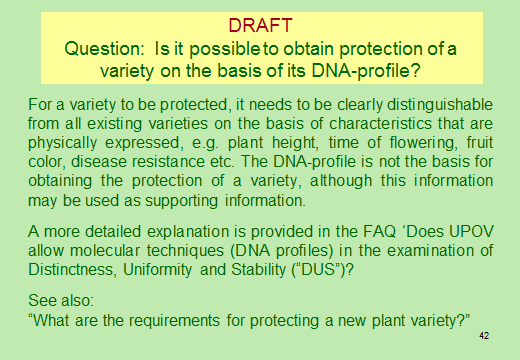 DRAFT
Question:  Is it possible to obtain protection of a
variety on the basis of its DNA-profile?
For a variety to be protected, it needs to be clearly distinguishable
from all existing varieties on the basis of characteristics that are
physically expressed, e.g. plant height, time of flowering, fruit
color, disease resistance etc. The DNA-profile is not the basis for
obtaining the protection of a variety, although this information
may be used as supporting information.
A more detailed explanation is provided in the FAQ ‘Does UPOV
allow molecular techniques (DNA profiles) in the examination of
Distinctness, Uniformity and Stability (“DUS”)?
See also:
“What are the requirements for protecting a new plant variety?”
42